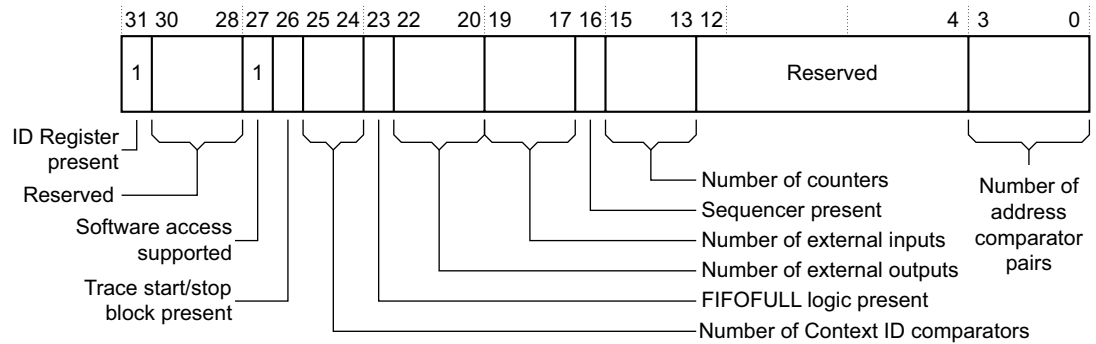 31 30 28 27 26 25 24 23 22 20 19 17 16 15 13 12 4 3 0
1 1 Reserved
ID Register
present
Reserved
Software access
supported
Trace start/stop
block present
Number of counters
Sequencer present
Number of external inputs
Number of external outputs
FIFOFULL logic present
Number of Context ID comparators
Number of
address
comparator
pairs